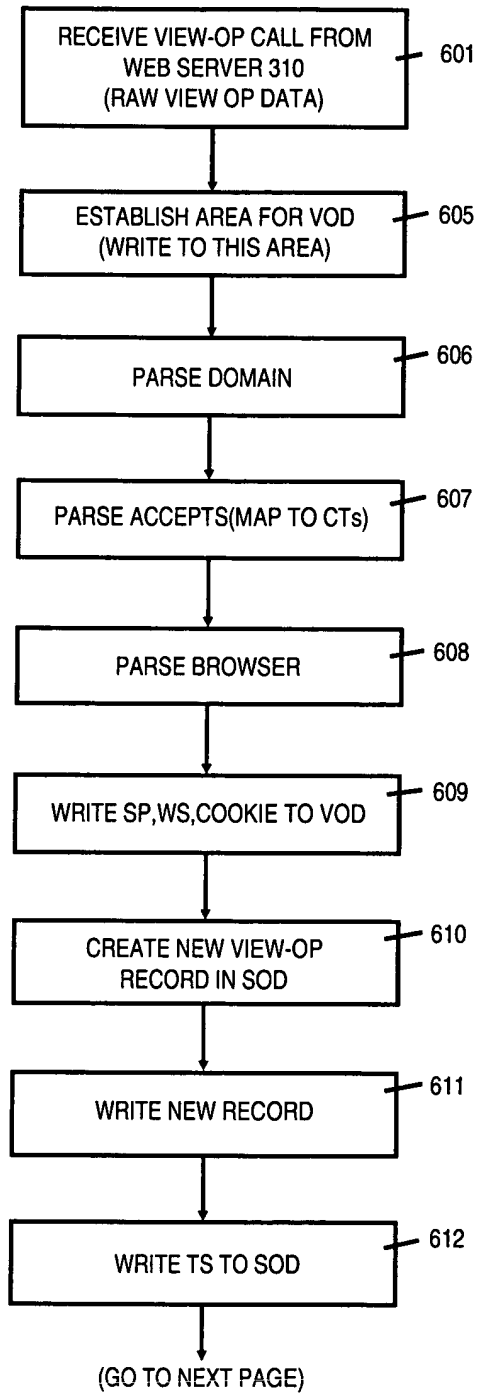 RECEIVE VIEW-OP CALL FROM
WEB SERVER 310
(RAW VIEW OP DATA)
601
ESTABLISH AREA FOR VOD
(WRITE TO THIS AREA)
605
PARSE DOMAIN
606
PARSE ACCEPTS(MAP TO CTs)
607
PARSE BROWSER
608
WRITE SP,WS,COOKIE TO VOD
609
CREATE NEW VIEW-OP
RECORD IN SOD
610
WRITE NEW RECORD
611
WRITE TS TO SOD
612
(GO TO NEXT PAGE)